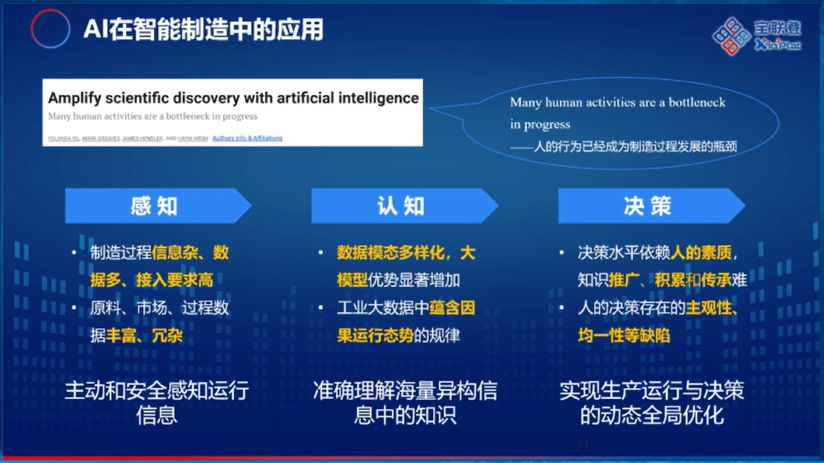 AI在智能制造中的应用
宝联登
XinPlat
Amplify scientific discovery with artificial intelligence
Many human activities are a bottleneck in progress
YOLANDA GIL, MARK GREAVES, JAMES HENDLER, AND HAYM HIRSH Authors Info & Affiliations
Many human activities are a bottleneck
in progress
——人的行为已经成为制造过程发展的瓶颈
感知
• 制造过程信息杂、数
据多、接入要求高
• 原料、市场、过程数
据丰富、冗杂
主动和安全感知运行
信息
认知
• 数据模态多样化，大
模型优势显著增加
• 工业大数据中蕴含因
果运行态势的规律
准确理解海量异构信
息中的知识
决策
• 决策水平依赖人的素质，
知识推广、积累和传承难
• 人的决策存在的主观性、
均一性等缺陷
实现生产运行与决策
的动态全局优化
21